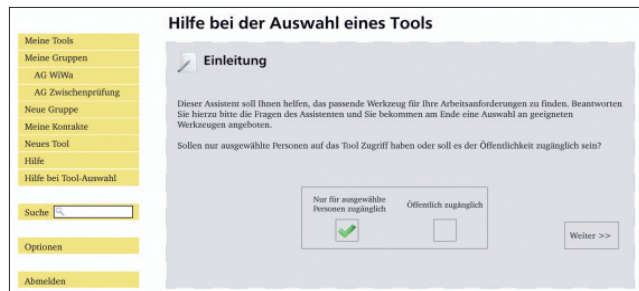 Hilfe bei der Auswahl eines Tools
Meine Tools
Meine Gruppen
AG WiWa
AG Zwischenprüfung
Neue Gruppe
Meine Kontakte
Neues Tool
Hilfe
Hilfe bei Tool-Auswahl
Suche
Optionen
Abmelden
Einleitung
Dieser Assistent soll Ihnen helfen, das passende Werkzeug für Ihre Arbeitsanforderungen zu finden. Beantworten
Sie hierzu bitte die Fragen des Assistenten und Sie bekommen am Ende eine Auswahl an geeigneten
Werkzeugen angeboten.
Sollen nur ausgewählte Personen auf das Tool Zugriff haben oder soll es der Öffentlichkeit zugänglich sein?
Nur für ausgewählte
Personen zugänglich
Öffentlich zugänglich
Weiter >>